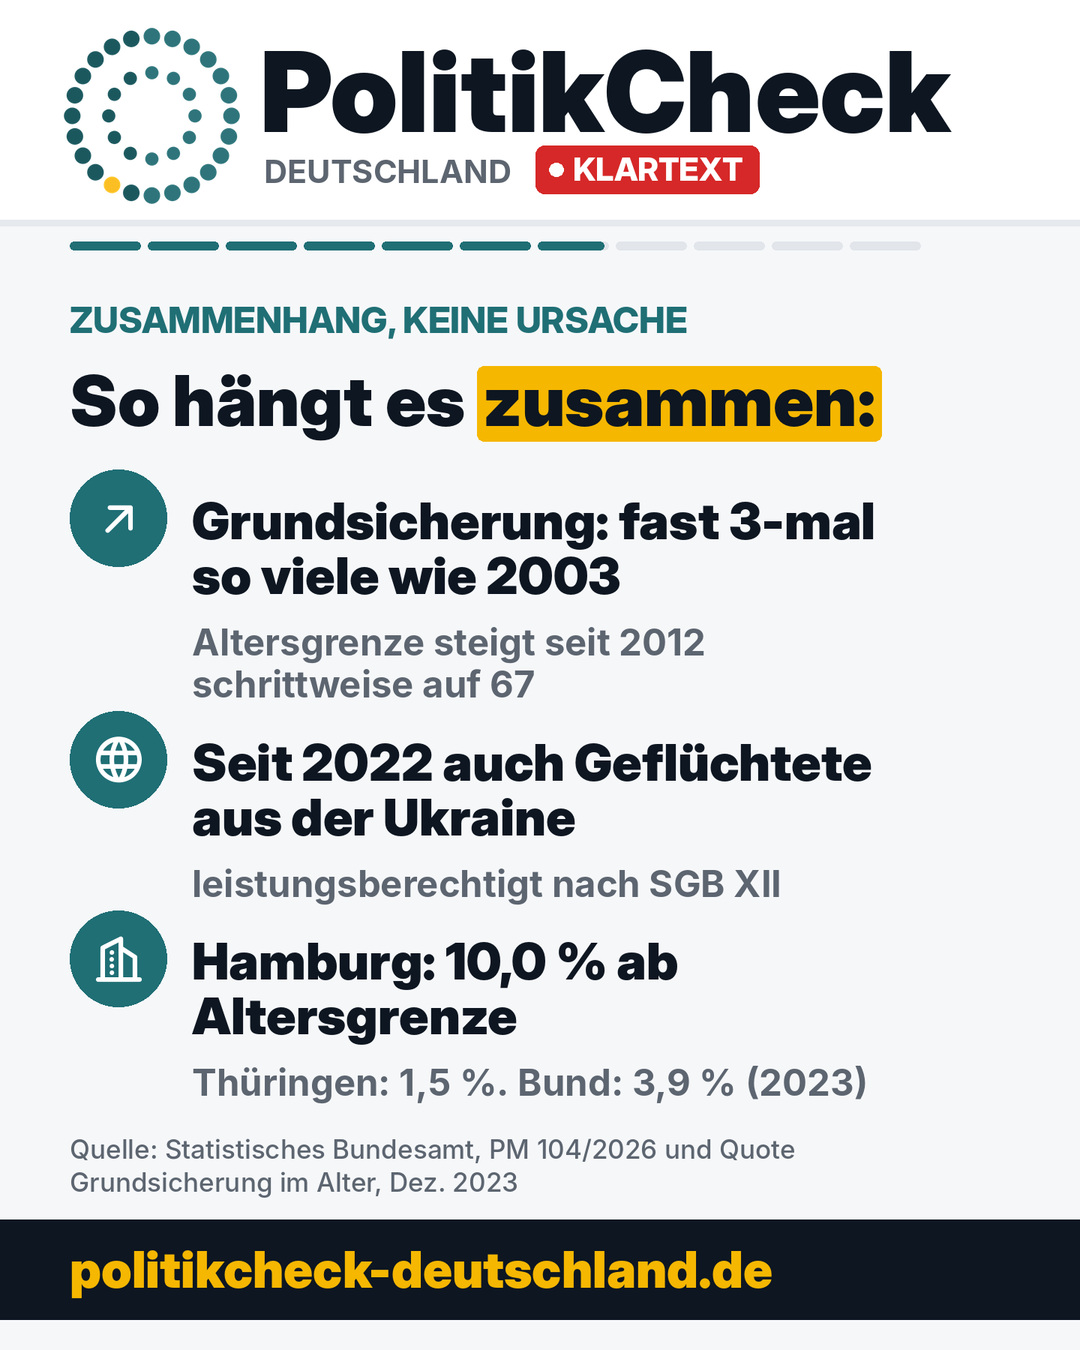 PolitikCheck
DEUTSCHLAND KLARTEXT
ZUSAMMENHANG, KEINE URSACHE
So hängt es zusammen:
Grundsicherung: fast 3-mal
so viele wie 2003
Altersgrenze steigt seit 2012
schrittweise auf 67
Seit 2022 auch Geflüchtete
aus der Ukraine
leistungsberechtigt nach SGB XII
Hamburg: 10,0 % ab
Altersgrenze
Thüringen: 1,5 %. Bund: 3,9 % (2023)
Quelle: Statistisches Bundesamt, PM 104/2026 und Quote
Grundsicherung im Alter, Dez. 2023
politikcheck-deutschland.de